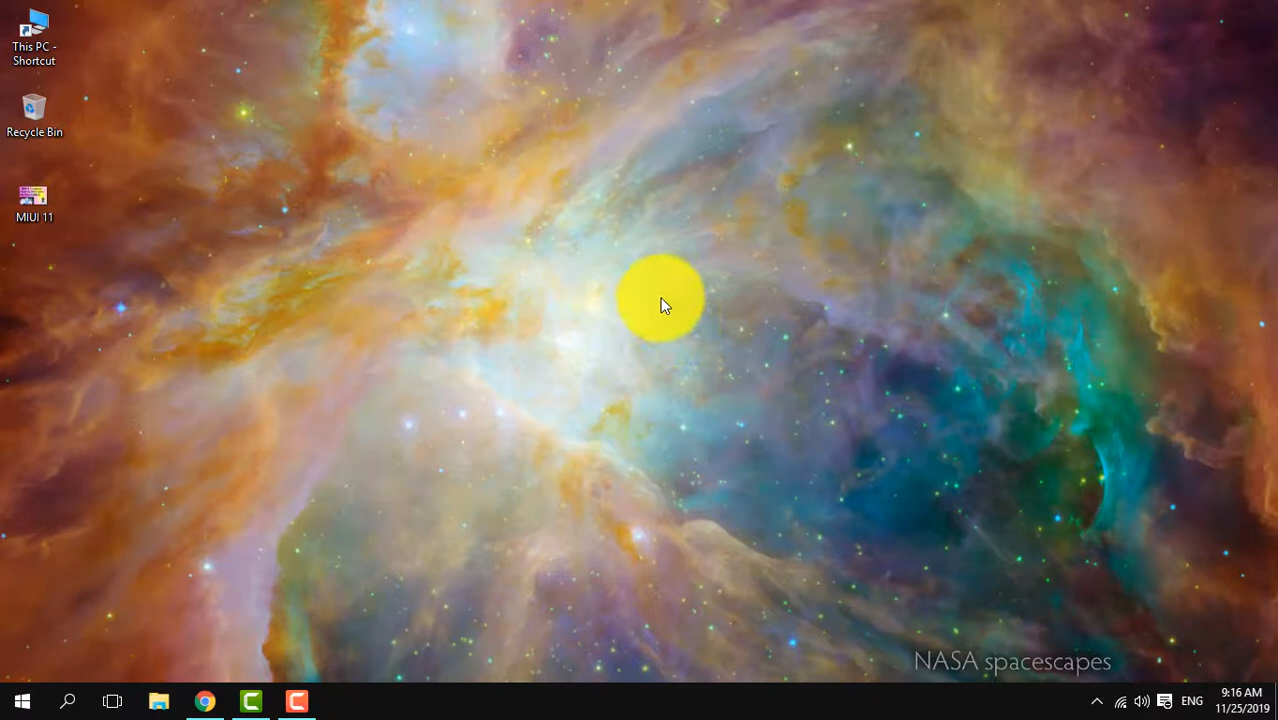 This PC -
Shortcut
Recycle Bin
MIUI 11
NASA spacescapes
ENG
9:16 AM
11/25/2019